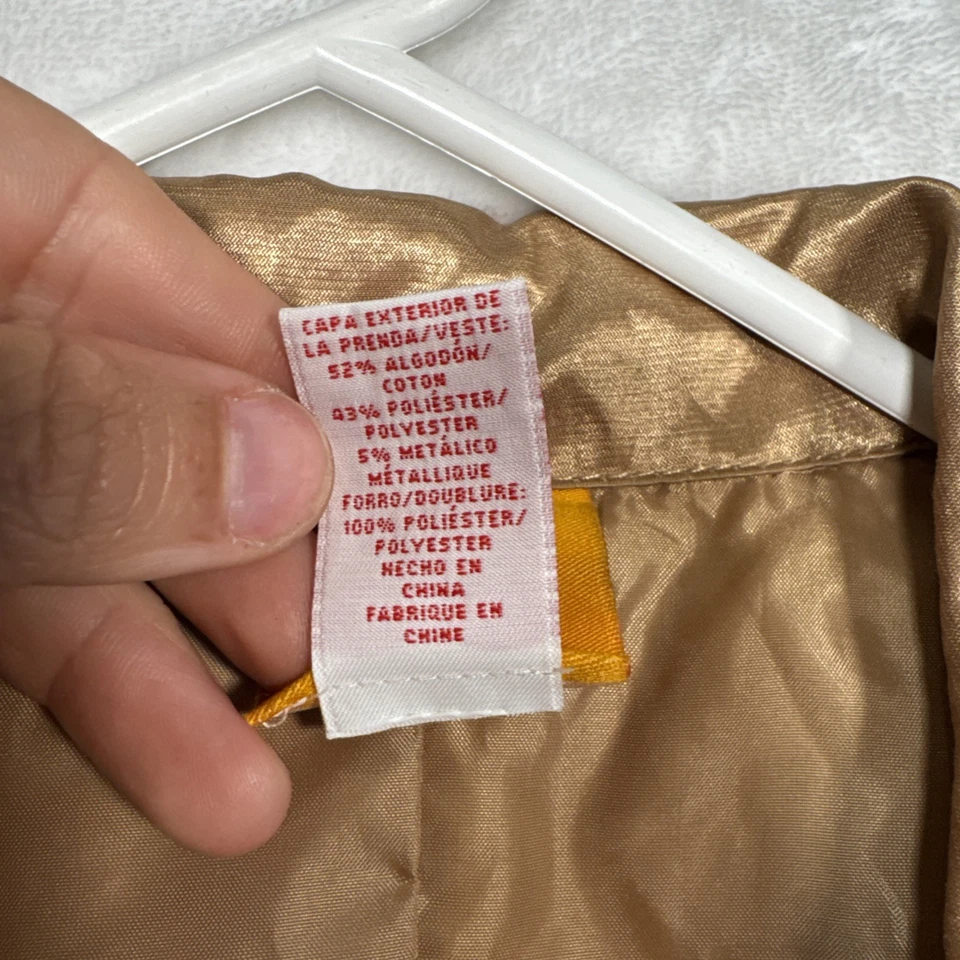 CAPA EXTERIOR DE
LA PRENDA/VESTE:
52% ALGODÓN/
COTON
43% POLIÉSTER/
POLYESTER
5% METÁLICO
MÉTALLIQUE
FORRO/DOUBLURE:
100% POLIÉSTER/
POLYESTER
HECHO EN
CHINA
FABRIQUE EN
CHINE